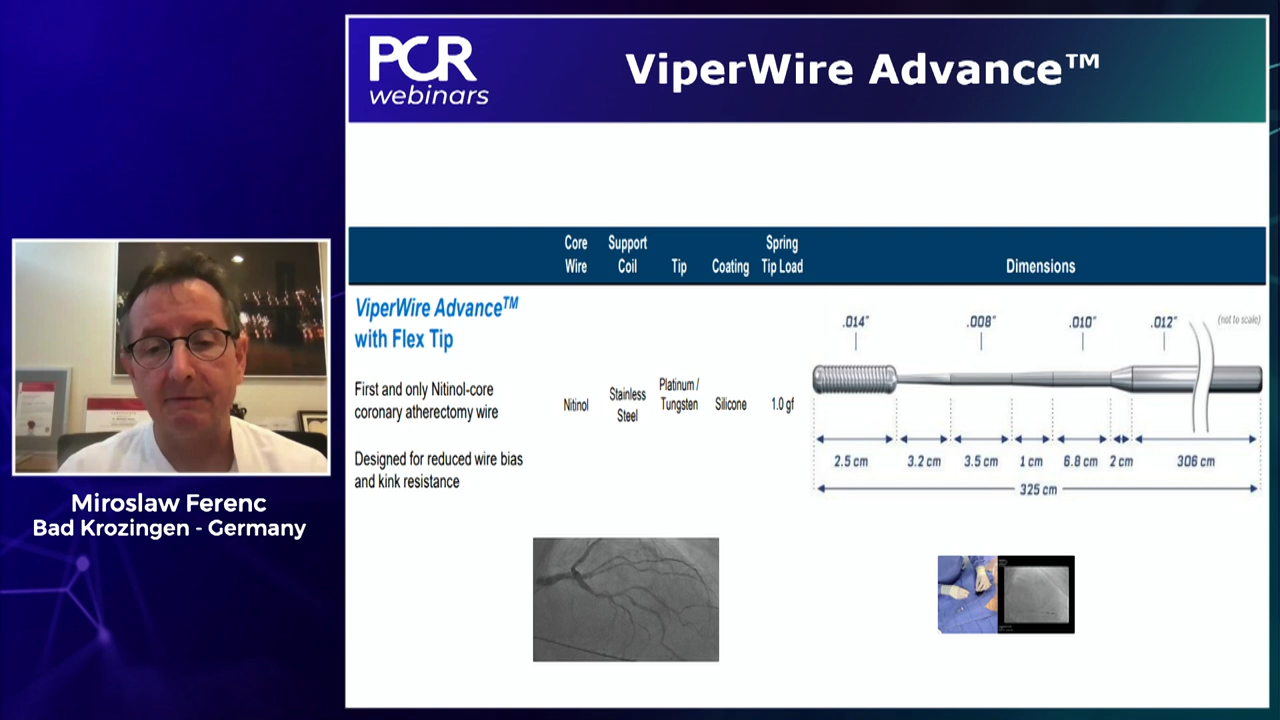 PCR
webinars
ViperWire Advance™
Core Wire
Support Coil
Tip
Coating
Spring Tip Load
Dimensions
ViperWire Advance™
with Flex Tip
First and only Nitinol-core
coronary atherectomy wire
Designed for reduced wire bias
and kink resistance
Nitinol
Stainless
Steel
Platinum /
Tungsten
Silicone
1.0 gf
.014"
.008"
.010"
.012"
(not to scale)
2.5 cm
3.2 cm
3.5 cm
1 cm
6.8 cm
2 cm
306 cm
325 cm
Miroslaw Ferenc
Bad Krozingen - Germany